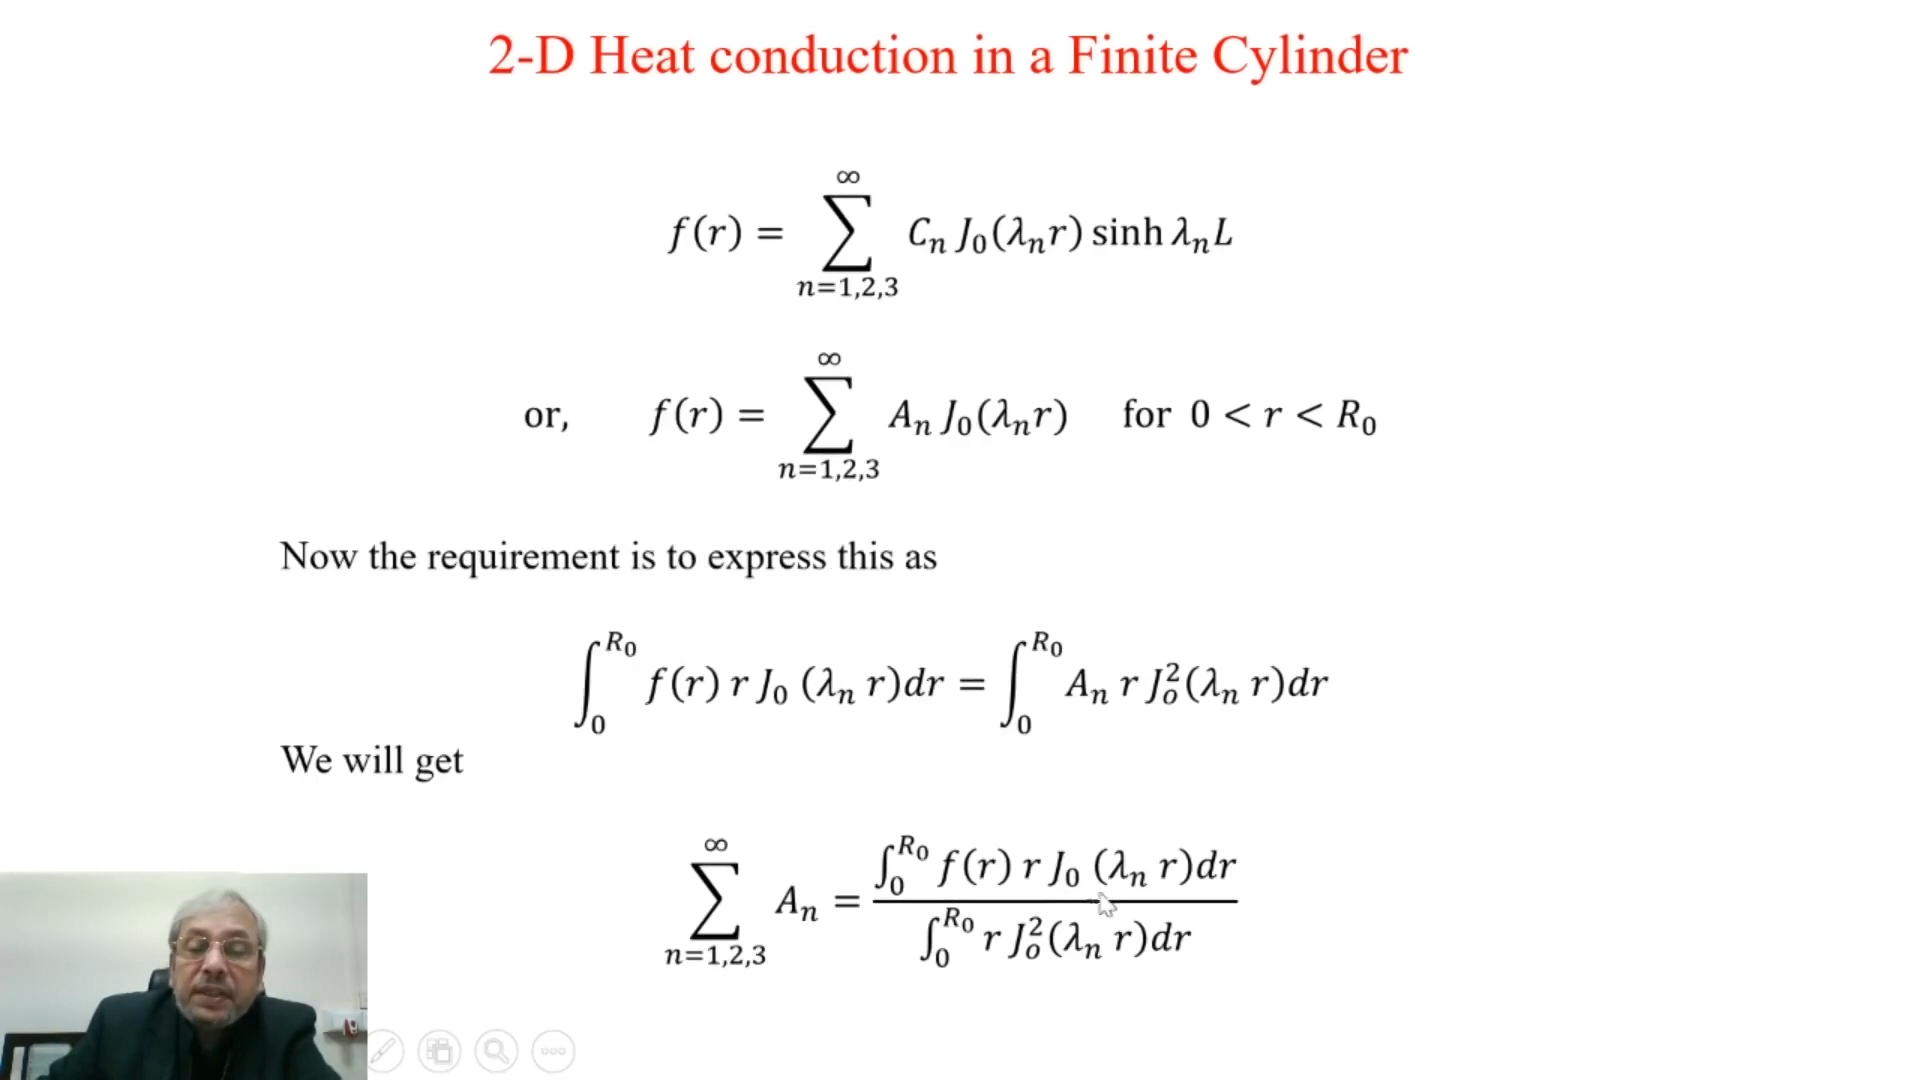 2-D Heat conduction in a Finite Cylinder
f(r) = ∑_{n=1,2,3}^{∞} C_n J_0(λ_n r) sinh λ_n L
or, f(r) = ∑_{n=1,2,3}^{∞} A_n J_0(λ_n r) for 0 < r < R_0
Now the requirement is to express this as
∫_0^{R_0} f(r) r J_0 (λ_n r)dr = ∫_0^{R_0} A_n r J_o^2(λ_n r)dr
We will get
∑_{n=1,2,3}^{∞} A_n = \frac{∫_0^{R_0} f(r) r J_0 (λ_n r)dr}{∫_0^{R_0} r J_o^2(λ_n r)dr}